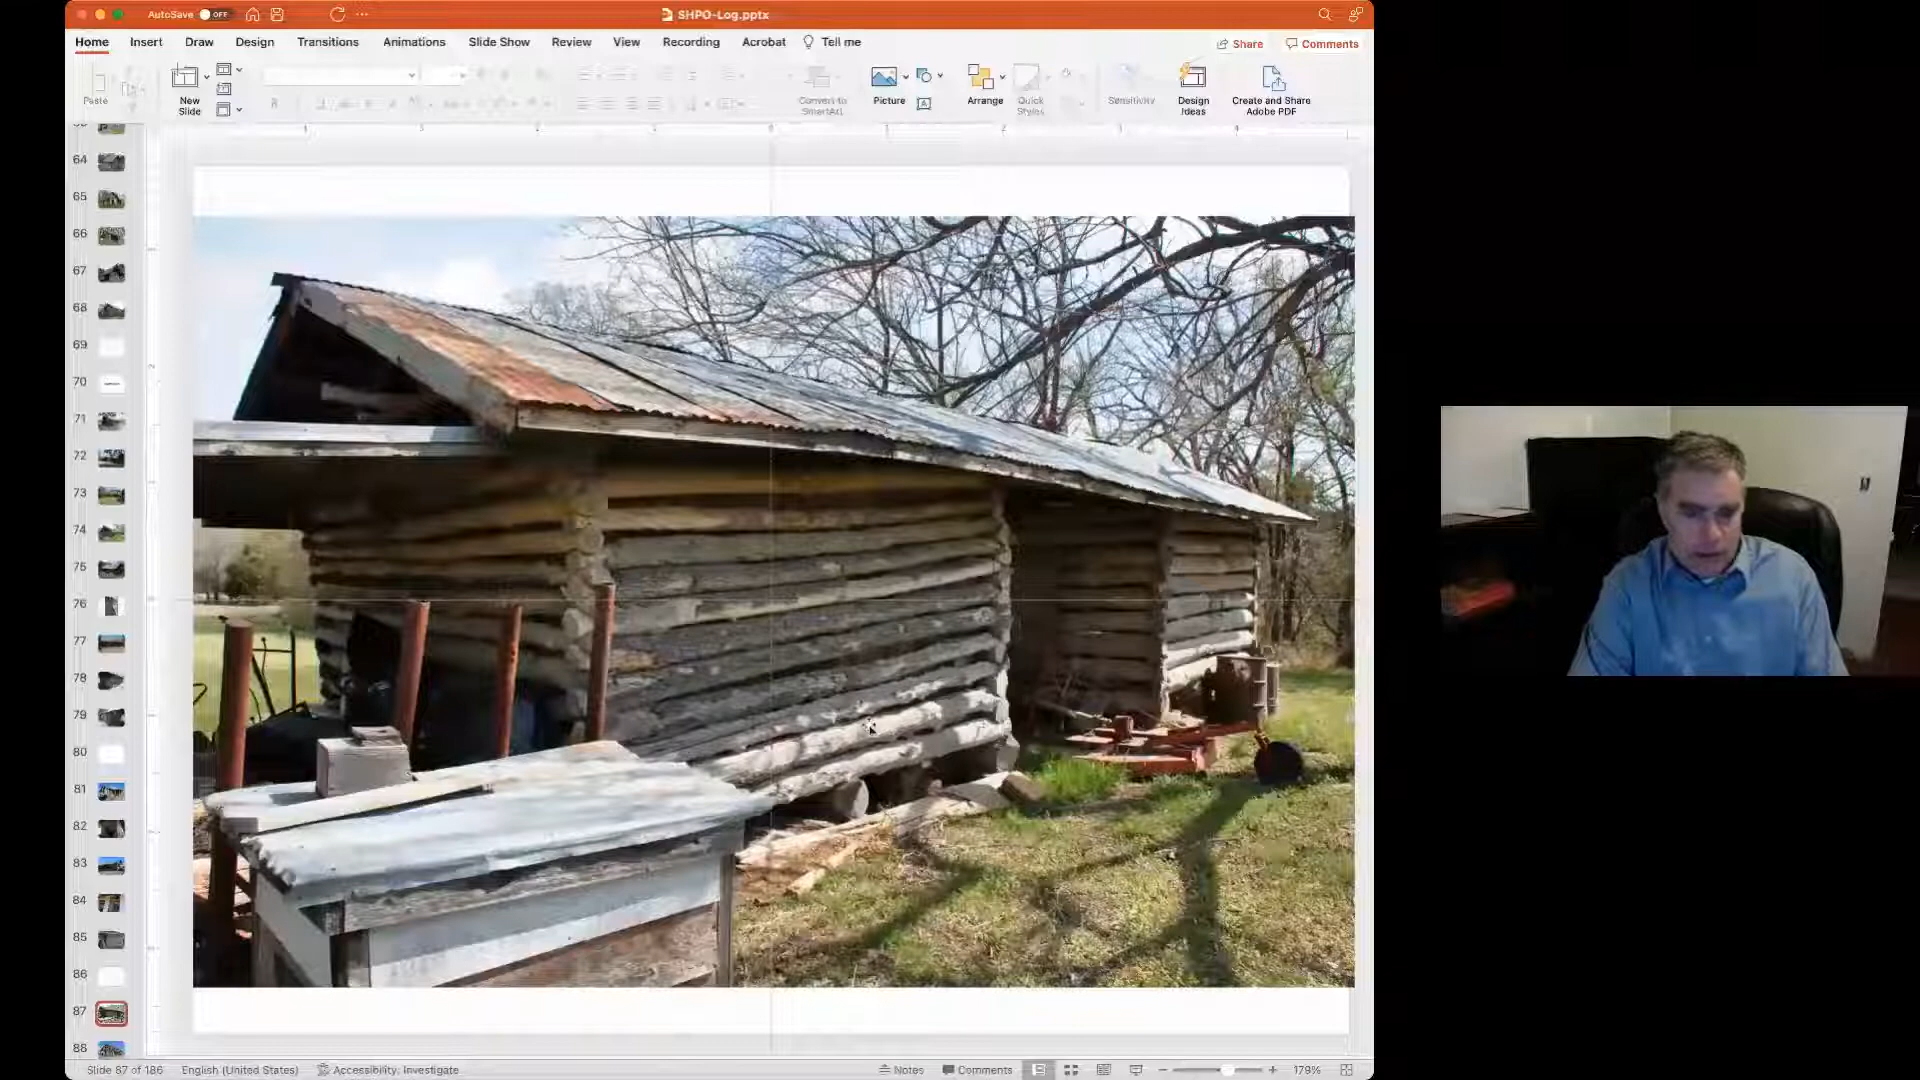 AutoSave OFF
SHPO-Log.pptx
Home Insert Draw Design Transitions Animations Slide Show Review View Recording Acrobat Tell me
Share Comments
Paste
New Slide
Convert to SmartArt
Picture
Arrange
Quick Styles
Sensitivity
Design Ideas
Create and Share Adobe PDF
64
65
66
67
68
69
70
71
72
73
74
75
76
77
78
79
80
81
82
83
84
85
86
87
88
Slide 87 of 186 English (United States) Accessibility: Investigate Notes Comments 179%